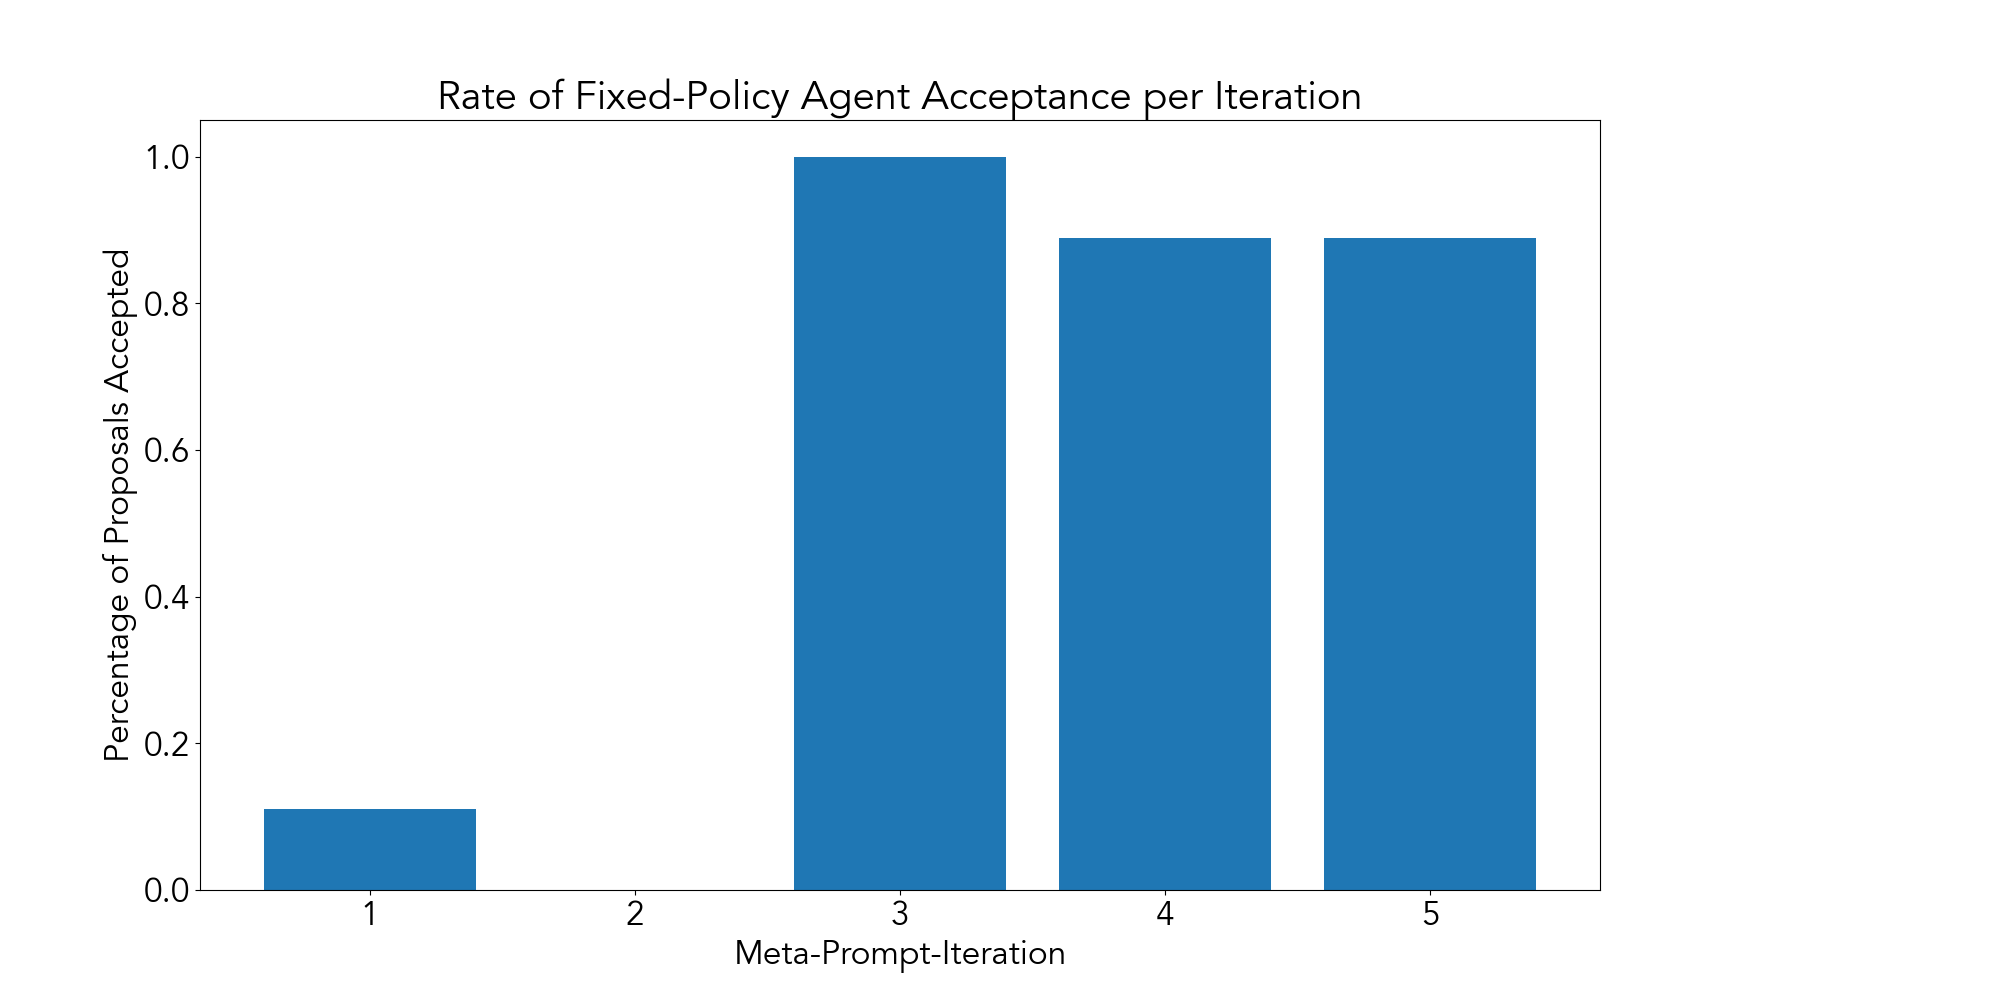 Rate of Fixed-Policy Agent Acceptance per Iteration
Percentage of Proposals Accepted
1.0
0.8
0.6
0.4
0.2
0.0
1 2 3 4 5
Meta-Prompt-Iteration